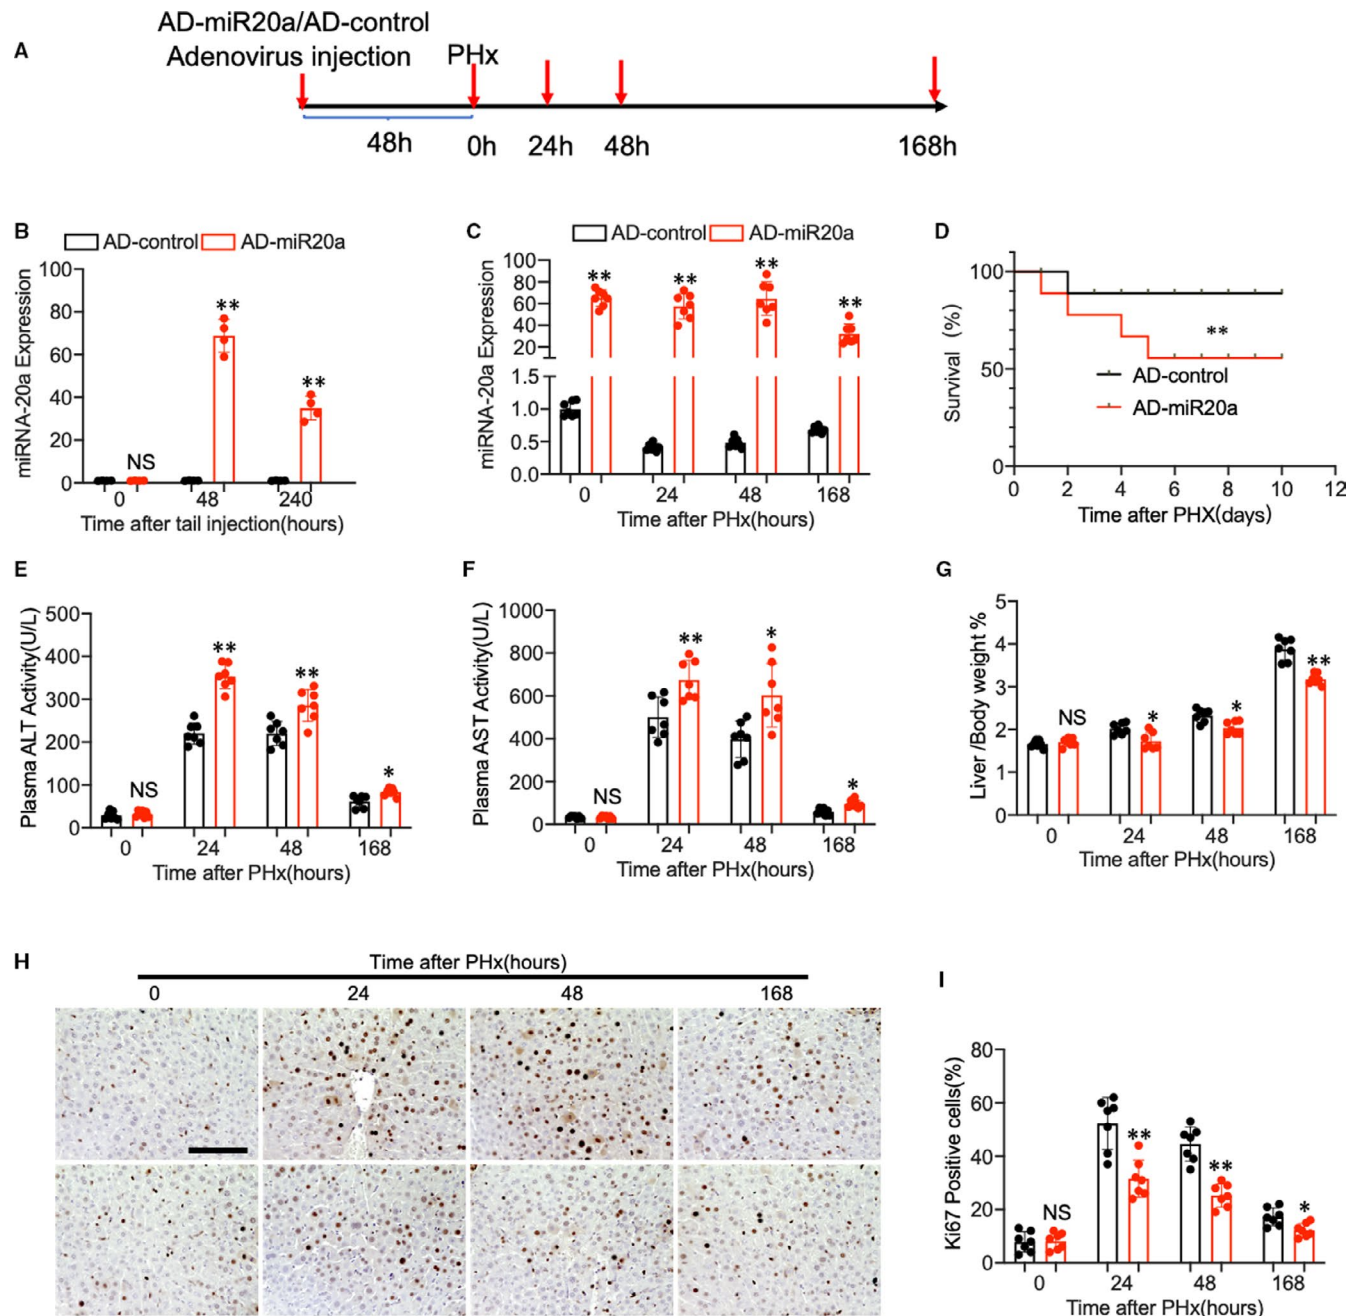 AD-miR20a/AD-control
A
Adenovirus injection PHx
48h 0h 24h 48h 168h
B
AD-control AD-miR20a
miRNA-20a Expression
100
80
60
40
20
0
NS
**
**
0 48 240
Time after tail injection(hours)
C
AD-control AD-miR20a
miRNA-20a Expression
100
80
60
40
20
1.5
1.0
0.5
0.0
**
**
**
**
0 24 48 168
Time after PHx(hours)
D
Survival (%)
100
50
0
**
AD-control
AD-miR20a
0 2 4 6 8 10 12
Time after PHX(days)
E
Plasma ALT Activity(U/L)
500
400
300
200
100
0
NS
**
**
*
0 24 48 168
Time after PHx(hours)
F
Plasma AST Activity(U/L)
1000
800
600
400
200
0
NS
**
*
*
0 24 48 168
Time after PHx(hours)
G
Liver /Body weight %
5
4
3
2
1
0
NS
*
*
**
0 24 48 168
Time after PHx(hours)
H
Time after PHx(hours)
0 24 48 168
I
Ki67 Positive cells(%)
80
60
40
20
0
NS
**
**
*
0 24 48 168
Time after PHx(hours)